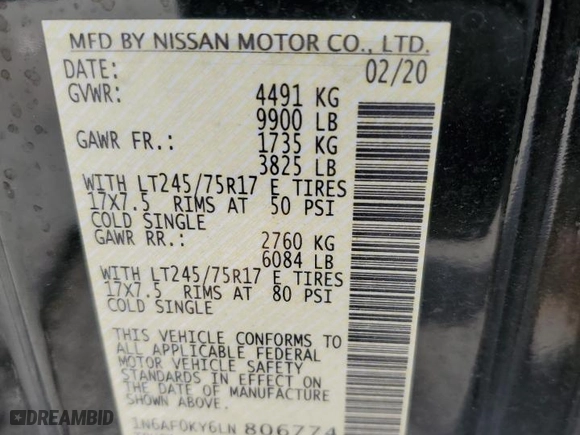 MFD BY NISSAN MOTOR CO., LTD.
DATE: 02/20
GVWR: 4491 KG
9900 LB
GAWR FR.: 1735 KG
3825 LB
WITH LT245/75R17 E TIRES
17X7.5 RIMS AT 50 PSI
COLD SINGLE
GAWR RR.: 2760 KG
6084 LB
WITH LT245/75R17 E TIRES
17X7.5 RIMS AT 80 PSI
COLD SINGLE
THIS VEHICLE CONFORMS TO
ALL APPLICABLE FEDERAL
MOTOR VEHICLE SAFETY
STANDARDS IN EFFECT ON
THE DATE OF MANUFACTURE
SHOWN ABOVE.
1N6AF0KY6LN 806774
DREAMBID